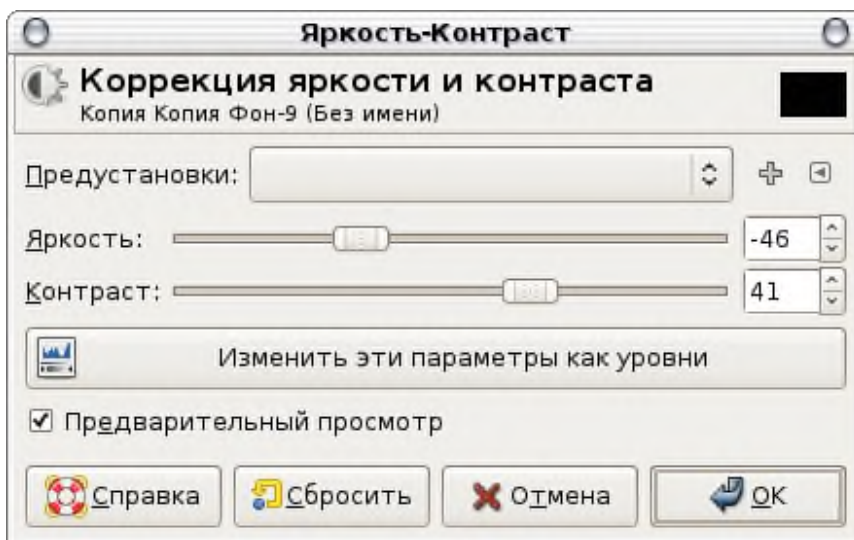 Яркость-Контраст
Коррекция яркости и контраста
Копия Копия Фон-9 (Без имени)
Предустановки:
Яркость: -46
Контраст: 41
Изменить эти параметры как уровни
Предварительный просмотр
Справка Сбросить Отмена OK